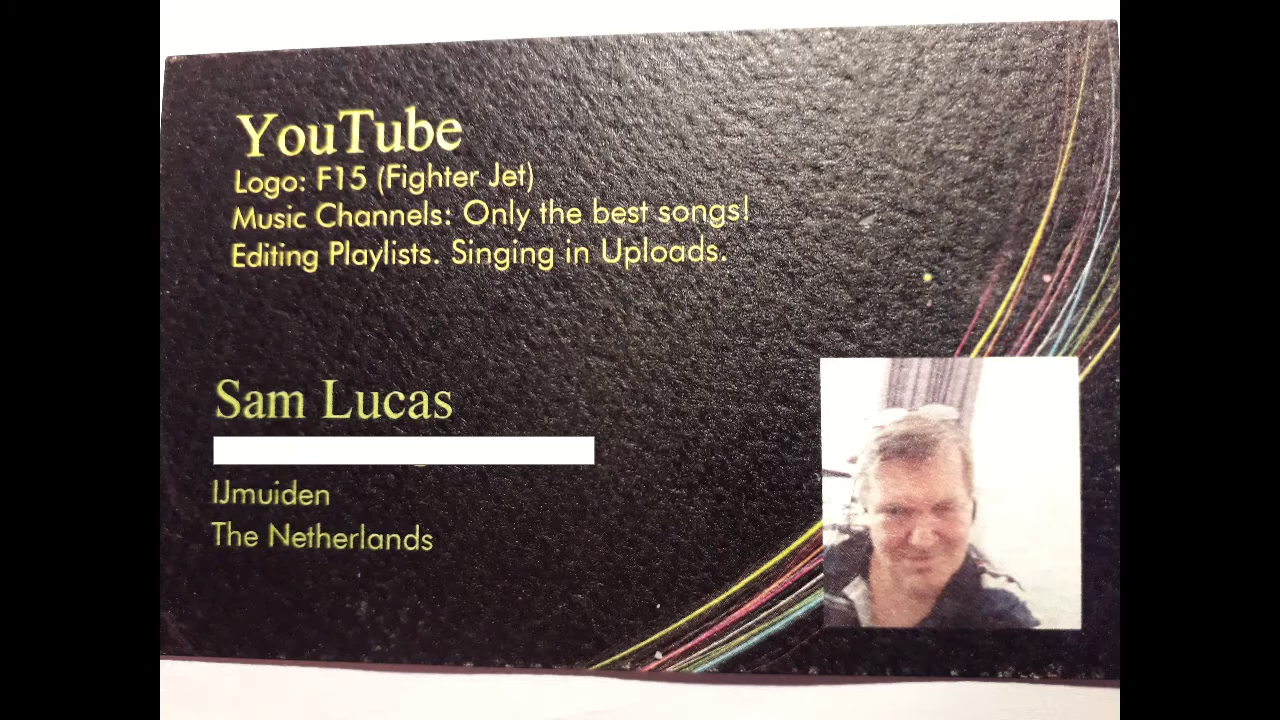 YouTube
Logo: F15 (Fighter Jet)
Music Channels: Only the best songs!
Editing Playlists. Singing in Uploads.
Sam Lucas
IJmuiden
The Netherlands